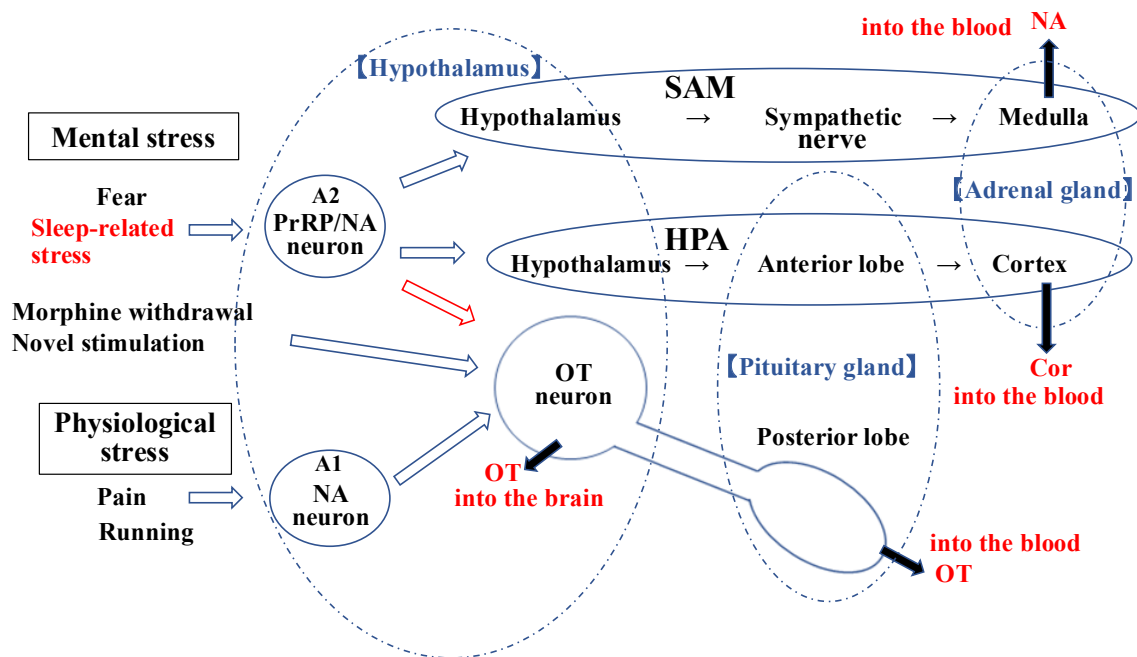 into the blood NA
【Hypothalamus】
SAM
Hypothalamus → Sympathetic nerve → Medulla
Mental stress
【Adrenal gland】
Fear
Sleep-related
stress
A2
PrRP/NA
neuron
HPA
Hypothalamus → Anterior lobe → Cortex
Morphine withdrawal
Novel stimulation
【Pituitary gland】
Cor
into the blood
OT
neuron
Physiological
stress
Posterior lobe
A1
NA
neuron
Pain
Running
OT
into the brain
into the blood
OT